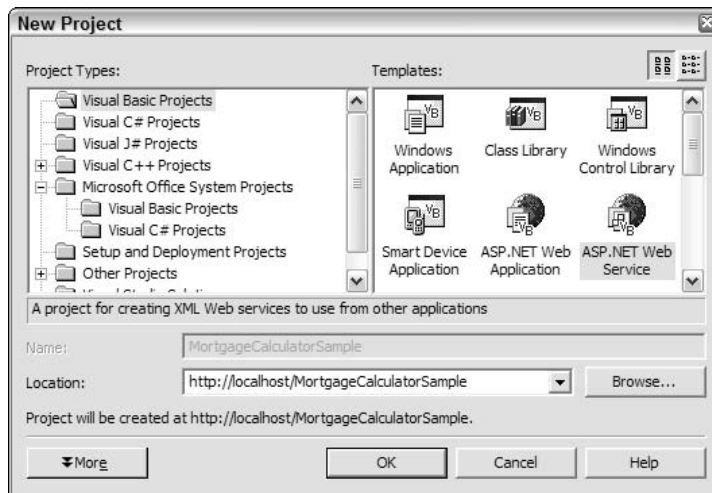 New Project
Project Types:
Templates:
Visual Basic Projects
Visual C# Projects
Visual J# Projects
Visual C++ Projects
Microsoft Office System Projects
Visual Basic Projects
Visual C# Projects
Setup and Deployment Projects
Other Projects
Windows
Application
Class Library
Windows
Control Library
Smart Device
Application
ASP.NET Web
Application
ASP.NET Web
Service
A project for creating XML Web services to use from other applications
Name:
MortgageCalculatorSample
Location:
http://localhost/MortgageCalculatorSample
Browse...
Project will be created at http://localhost/MortgageCalculatorSample.
More
OK
Cancel
Help